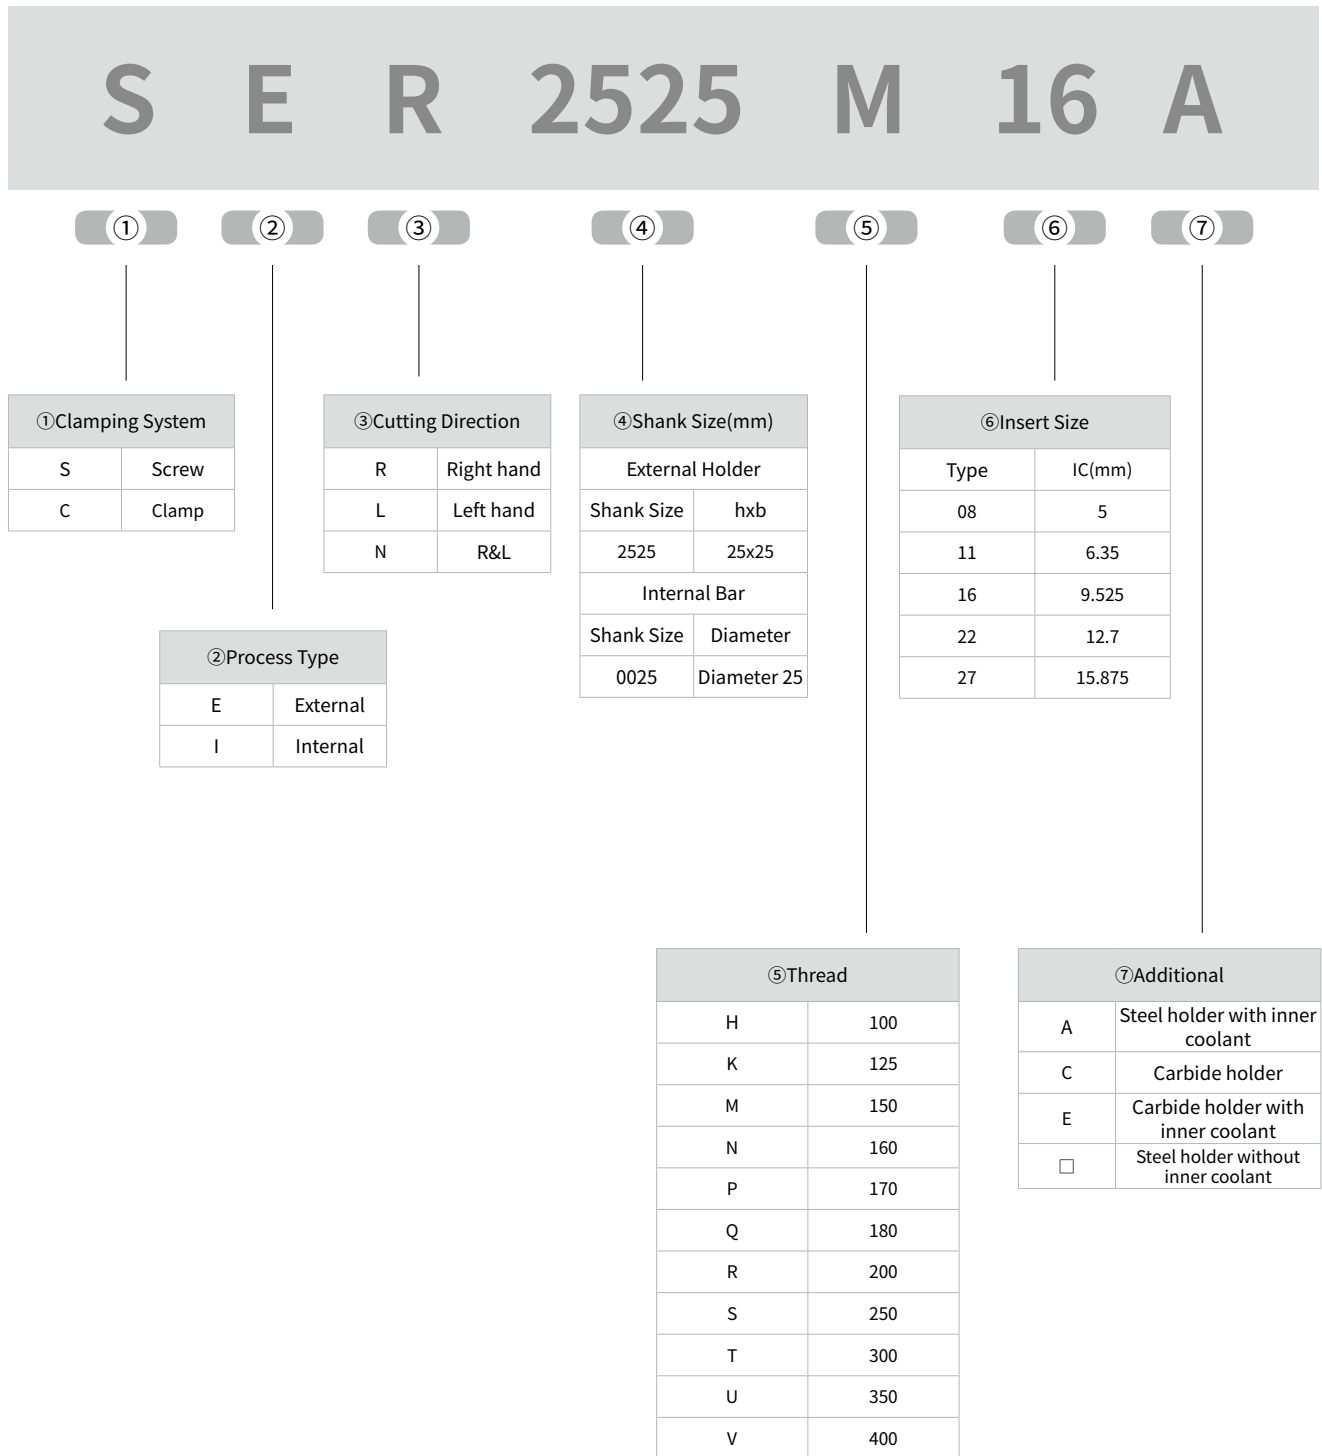 S E R 2525 M 16 A
① ② ③ ④ ⑤ ⑥ ⑦
①Clamping System
S Screw
C Clamp
②Process Type
E External
I Internal
③Cutting Direction
R Right hand
L Left hand
N R&L
④Shank Size(mm)
External Holder
Shank Size hxb
2525 25x25
Internal Bar
Shank Size Diameter
0025 Diameter 25
⑥Insert Size
Type IC(mm)
08 5
11 6.35
16 9.525
22 12.7
27 15.875
⑤Thread
H 100
K 125
M 150
N 160
P 170
Q 180
R 200
S 250
T 300
U 350
V 400
⑦Additional
A Steel holder with inner
coolant
C Carbide holder
E Carbide holder with
inner coolant
□ Steel holder without
inner coolant